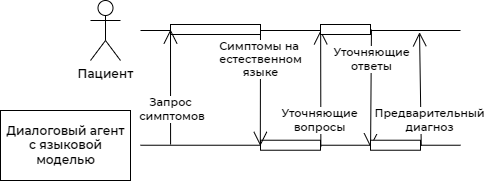 Пациент
Запрос
симптомов
Симптомы на
естественном
языке
Уточняющие
вопросы
Уточняющие
ответы
Предварительный
диагноз
Диалоговый агент
с языковой
моделью